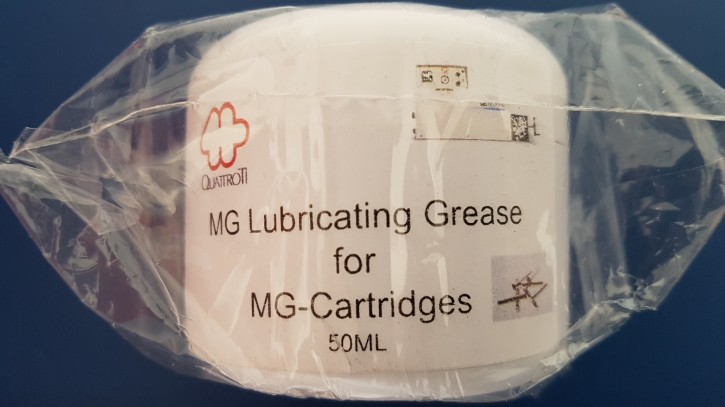 QUATTROTI
MG Lubricating Grease
for
MG-Cartridges
50ML